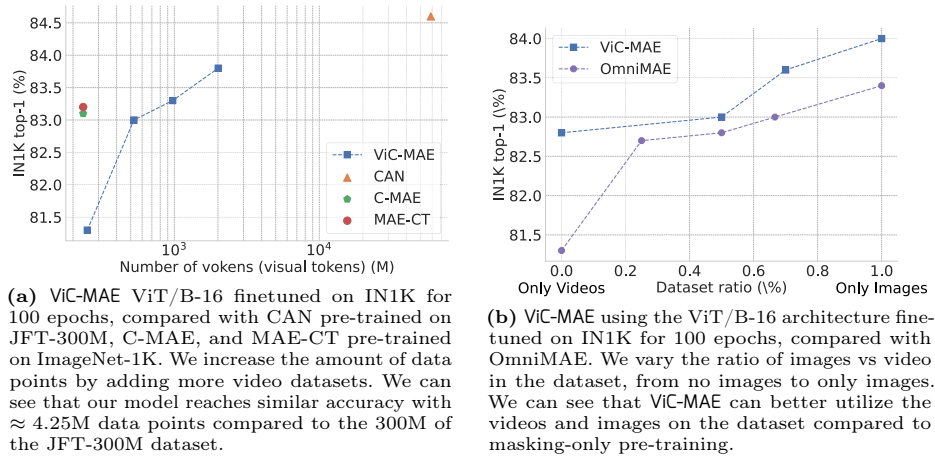 84.5
84.0
83.5
83.0
82.5
82.0
81.5
IN1K top-1 (%)
ViC-MAE
CAN
C-MAE
MAE-CT
10³
10⁴
Number of vokens (visual tokens) (M)
(a) ViC-MAE ViT/B-16 finetuned on IN1K for
100 epochs, compared with CAN pre-trained on
JFT-300M, C-MAE, and MAE-CT pre-trained
on ImageNet-1K. We increase the amount of data
points by adding more video datasets. We can
see that our model reaches similar accuracy with
≈ 4.25M data points compared to the 300M of
the JFT-300M dataset.
84.0
83.5
83.0
82.5
82.0
81.5
IN1K top-1 (\%)
ViC-MAE
OmniMAE
0.0 0.2 0.4 0.6 0.8 1.0
Only Videos Dataset ratio (\%) Only Images
(b) ViC-MAE using the ViT/B-16 architecture fine-
tuned on IN1K for 100 epochs, compared with
OmniMAE. We vary the ratio of images vs video
in the dataset, from no images to only images.
We can see that ViC-MAE can better utilize the
videos and images on the dataset compared to
masking-only pre-training.